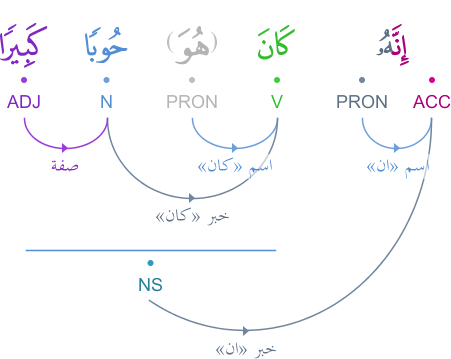 إِنَّهُۥ كَانَ (هُوَ) حُوبًا كَبِيرًا
ACC PRON V PRON N ADJ
اسم «ان» اسم «كان» صفة
خبر «كان»
NS
خبر «ان»